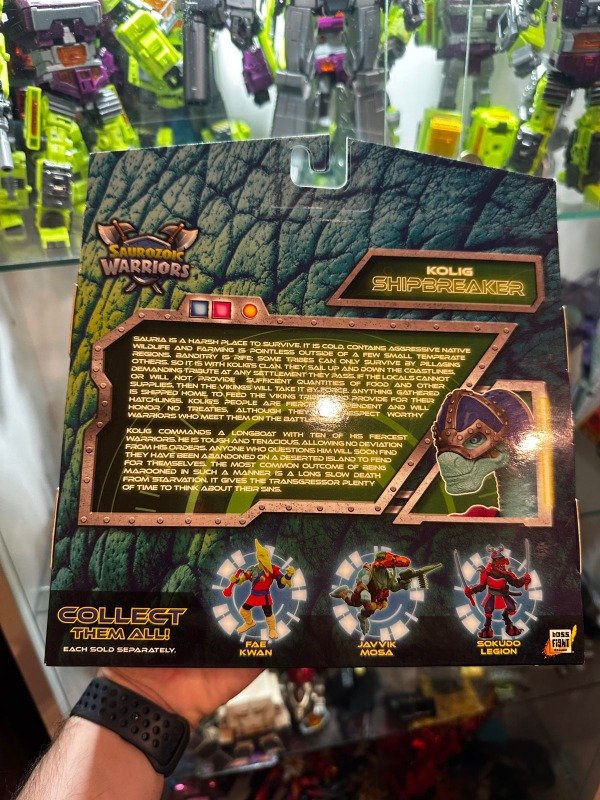 SAUROZOIC
WARRIORS
KOLIG
SHIPBREAKER
SAURIA IS A HARSH PLACE TO SURVIVE. IT IS COLD, CONTAINS AGGRESSIVE NATIVE
WILDLIFE AND FARMING IS POINTLESS OUTSIDE OF A FEW SMALL TEMPERATE
REGIONS. BANDITRY IS RIFE; SOME TRIBES CAN ONLY SURVIVE BY PILLAGING
OTHERS. SO IT IS WITH KOLIG'S CLAN. THEY SAIL UP AND DOWN THE COASTLINE
DEMANDING TRIBUTE AT ANY SETTLEMENT THEY PASS. IF THE LOCALS CANNOT
OR WILL NOT PROVIDE SUFFICIENT QUANTITIES OF FOOD AND OTHER
SUPPLIES, THEN THE VIKINGS WILL TAKE IT BY FORCE. ANYTHING GATHERED
IS SHIPPED HOME, TO FEED THE VIKING PROVIDE FOR THEIR
HATCHLINGS. KOLIG'S PEOPLE ARE AND WILL
HONOR NO TREATIES, ALTHOUGH THEY WORTHY
WARRIORS WHO MEET THEM ON THE
KOLIG COMMANDS A LONGBOAT WITH TEN OF HIS FIERCEST
WARRIORS. HE IS TOUGH AND TENACIOUS, ALLOWING NO DEVIATION
FROM HIS ORDERS. ANYONE WHO QUESTIONS HIM WILL SOON FIND
THEY HAVE BEEN ABANDONED ON A DESERTED ISLAND TO FEND
FOR THEMSELVES. THE MOST COMMON OUTCOME OF BEING
MAROONED IN SUCH A MANNER IS A LONG SLOW DEATH
FROM STARVATION. IT GIVES THE TRANSGRESSOR PLENTY
OF TIME TO THINK ABOUT THEIR SINS.
COLLECT
THEM ALL!
EACH SOLD SEPARATELY.
FAE
KWAN
JAVVIK
MOSA
SOKUDO
LEGION
BOSS
FIGHT